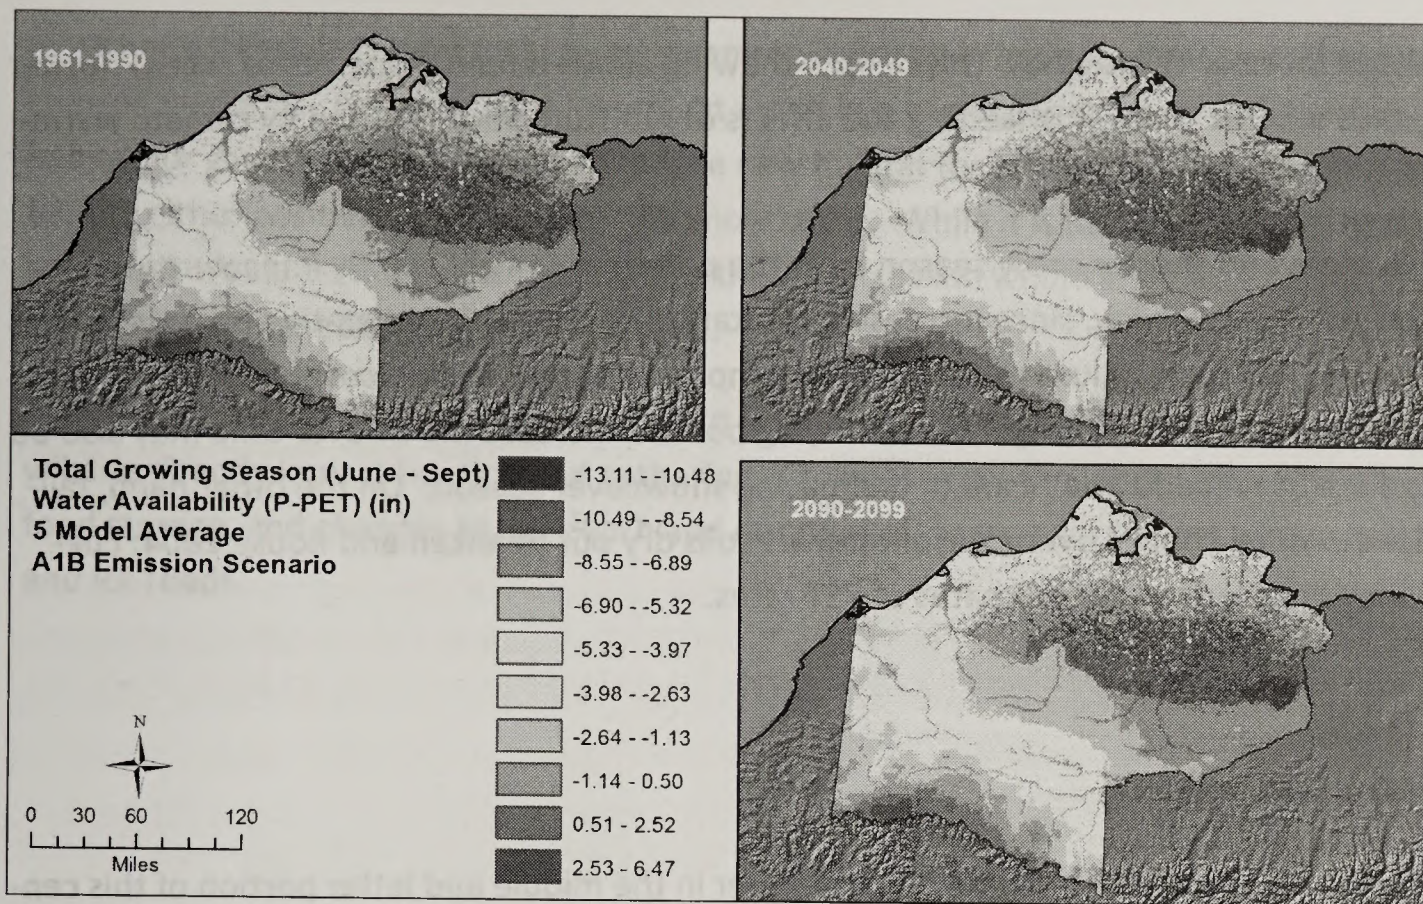 1961-1990
2040-2049
Total Growing Season (June - Sept)
Water Availability (P-PET) (in)
5 Model Average
A1B Emission Scenario
-13.11 - -10.48
-10.49 - -8.54
-8.55 - -6.89
-6.90 - -5.32
-5.33 - -3.97
-3.98 - -2.63
-2.64 - -1.13
-1.14 - 0.50
0.51 - 2.52
2.53 - 6.47
N
0 30 60 120
Miles
2090-2099